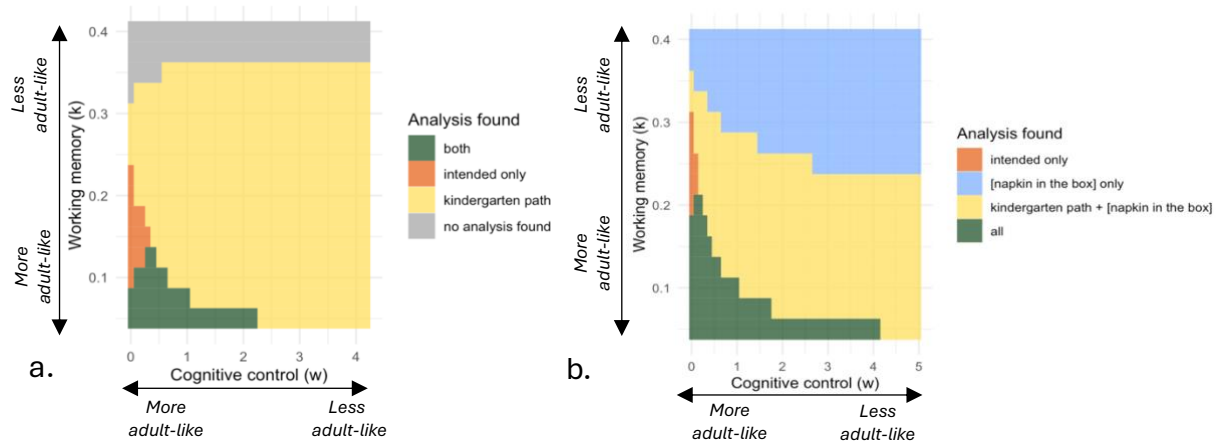 Less
adult-like
More
adult-like
Working memory (k)
0.4
0.3
0.2
0.1
0
1
2
3
4
Cognitive control (w)
More
adult-like
Less
adult-like
a.
Analysis found
both
intended only
kindergarten path
no analysis found
Less
adult-like
More
adult-like
Working memory (k)
0.4
0.3
0.2
0.1
0
1
2
3
4
5
Cognitive control (w)
More
adult-like
Less
adult-like
b.
Analysis found
intended only
[napkin in the box] only
kindergarten path + [napkin in the box]
all